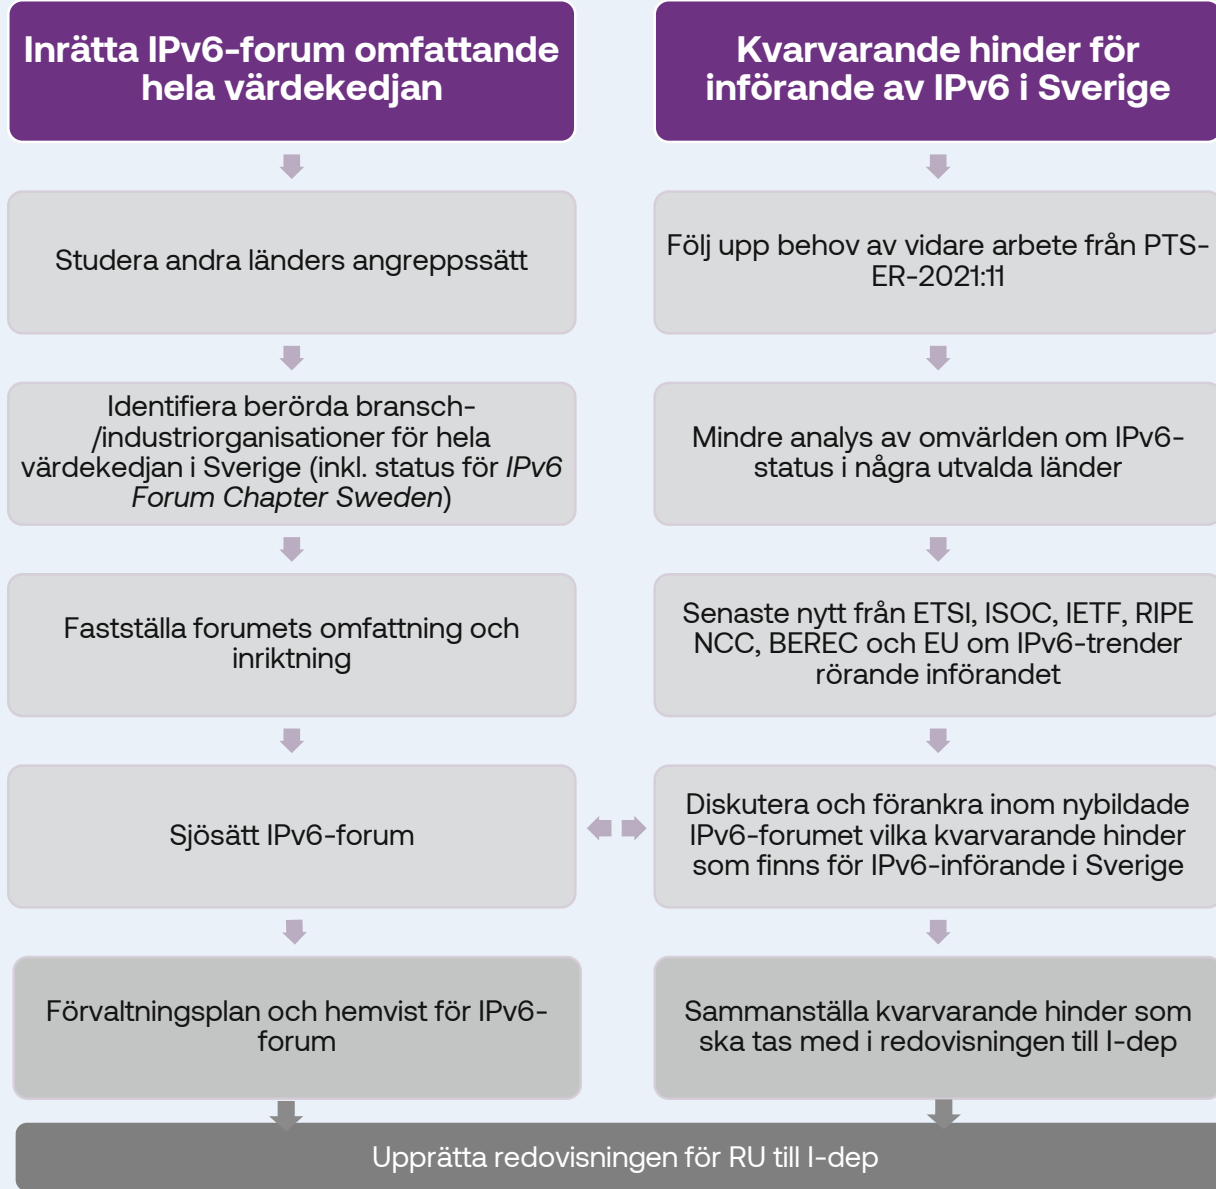 Inrätta IPv6-forum omfattande
hela värdekedjan
Studera andra länders angreppssätt
Identifiera berörda bransch-
/industriorganisationer för hela
värdekedjan i Sverige (inkl. status för IPv6
Forum Chapter Sweden)
Fastställa forumets omfattning och
inriktning
Sjösätt IPv6-forum
Förvaltningsplan och hemvist för IPv6-
forum
Kvarvarande hinder för
införande av IPv6 i Sverige
Följ upp behov av vidare arbete från PTS-
ER-2021:11
Mindre analys av omvärlden om IPv6-
status i några utvalda länder
Senaste nytt från ETSI, ISOC, IETF, RIPE
NCC, BEREC och EU om IPv6-trender
rörande införandet
Diskutera och förankra inom nybildade
IPv6-forumet vilka kvarvarande hinder
som finns för IPv6-införande i Sverige
Sammanställa kvarvarande hinder som
ska tas med i redovisningen till I-dep
Upprätta redovisningen för RU till I-dep